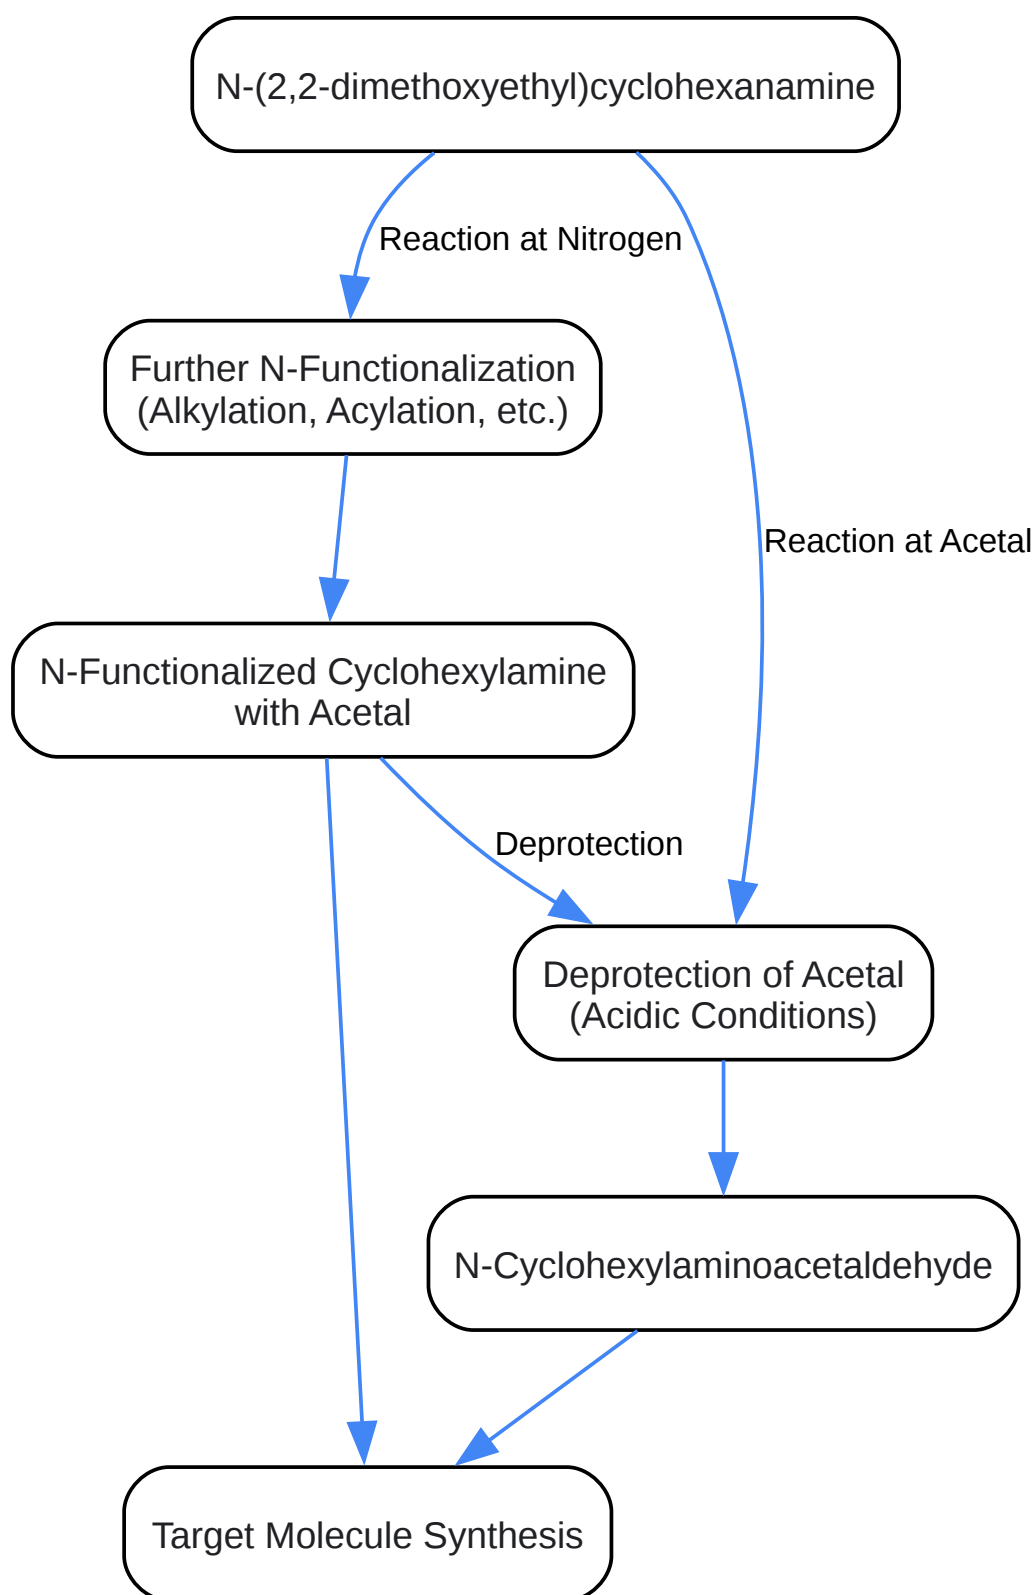 N-(2,2-dimethoxyethyl)cyclohexanamine
Reaction at Nitrogen
Further N-Functionalization
(Alkylation, Acylation, etc.)
Reaction at Acetal
N-Functionalized Cyclohexylamine
with Acetal
Deprotection
Deprotection of Acetal
(Acidic Conditions)
N-Cyclohexylaminoacetaldehyde
Target Molecule Synthesis